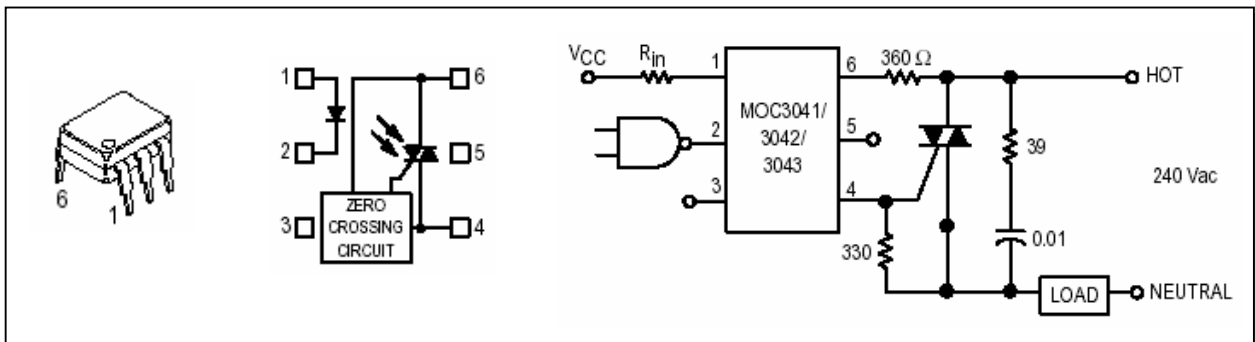 6
1
1
2
3
6
5
4
ZERO
CROSSING
CIRCUIT
VCC
Rin
1
2
3
MOC3041/
3042/
3043
6
5
4
360 Ω
330
39
0.01
HOT
240 Vac
LOAD
NEUTRAL